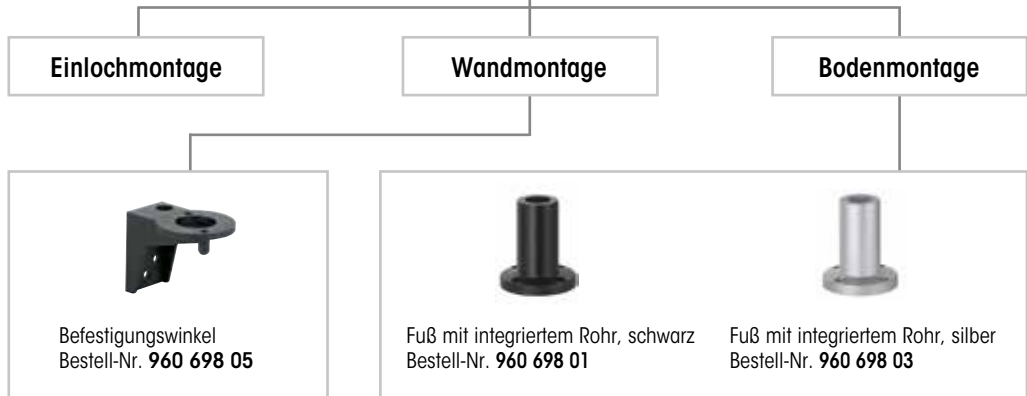 Einlochmontage
Wandmontage
Bodenmontage
Befestigungswinkel
Bestell-Nr. 960 698 05
Fuß mit integriertem Rohr, schwarz
Bestell-Nr. 960 698 01
Fuß mit integriertem Rohr, silber
Bestell-Nr. 960 698 03